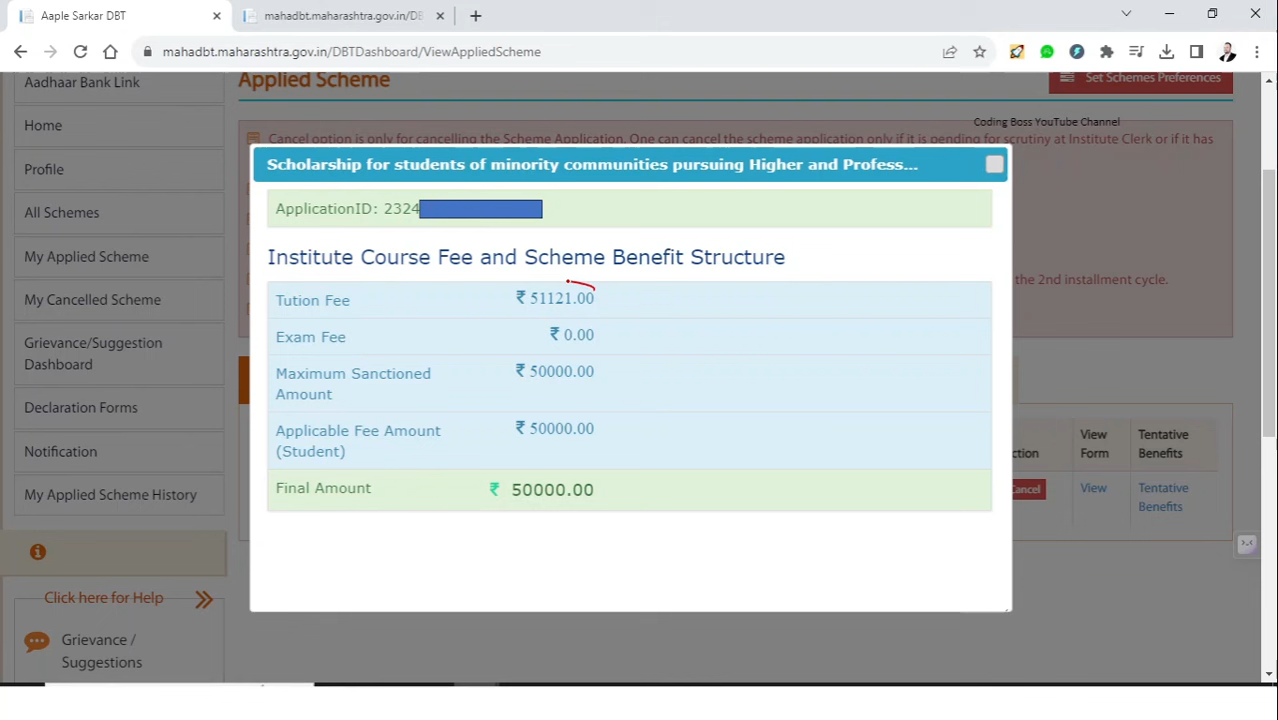 Aaple Sarkar DBT
mahadbt.maharashtra.gov.in/DB
mahadbt.maharashtra.gov.in/DBTDashboard/ViewAppliedScheme
Aadhaar Bank Link
Home
Profile
All Schemes
My Applied Scheme
My Cancelled Scheme
Grievance/Suggestion
Dashboard
Declaration Forms
Notification
My Applied Scheme History
Click here for Help
Grievance /
Suggestions
Applied Scheme
Set Schemes Preferences
Coding Boss YouTube Channel
Cancel option is only for cancelling the Scheme Application. One can cancel the scheme application only if it is pending for scrutiny at Institute Clerk or if it has
Scholarship for students of minority communities pursuing Higher and Profess...
ApplicationID: 2324
Institute Course Fee and Scheme Benefit Structure
Tution Fee ₹ 51121.00
Exam Fee ₹ 0.00
Maximum Sanctioned
Amount ₹ 50000.00
Applicable Fee Amount
(Student) ₹ 50000.00
Final Amount ₹ 50000.00
the 2nd installment cycle.
ction
View
Form
Tentative
Benefits
Cancel
View
Tentative
Benefits